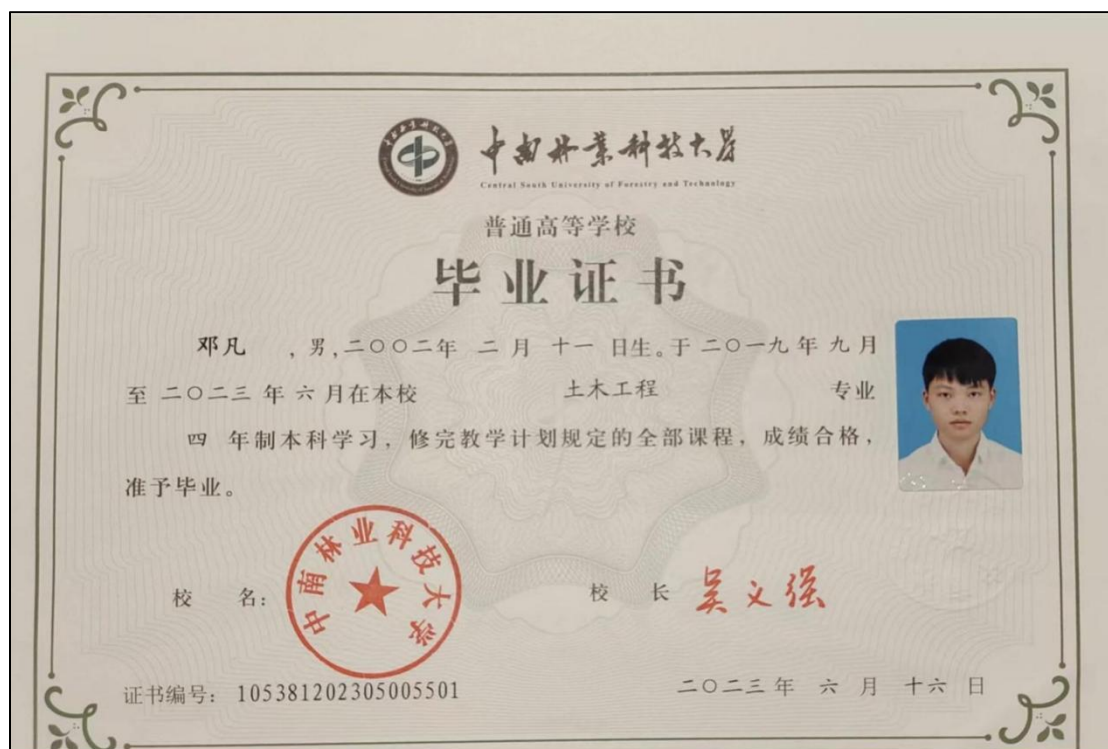 中南林业科技大学
Central South University of Forestry and Technology
普通高等学校
毕业证书
邓凡 ，男，二〇〇二年 二 月 十一 日生。于 二〇一九 年 九 月
至 二〇二三 年 六 月在本校 土木工程 专业
四 年制本科学习，修完教学计划规定的全部课程，成绩合格，
准予毕业。
校 名：
中南林业科技大学
校 长 吴义强
证书编号： 105381202305005501
二〇二三 年 六 月 十六 日